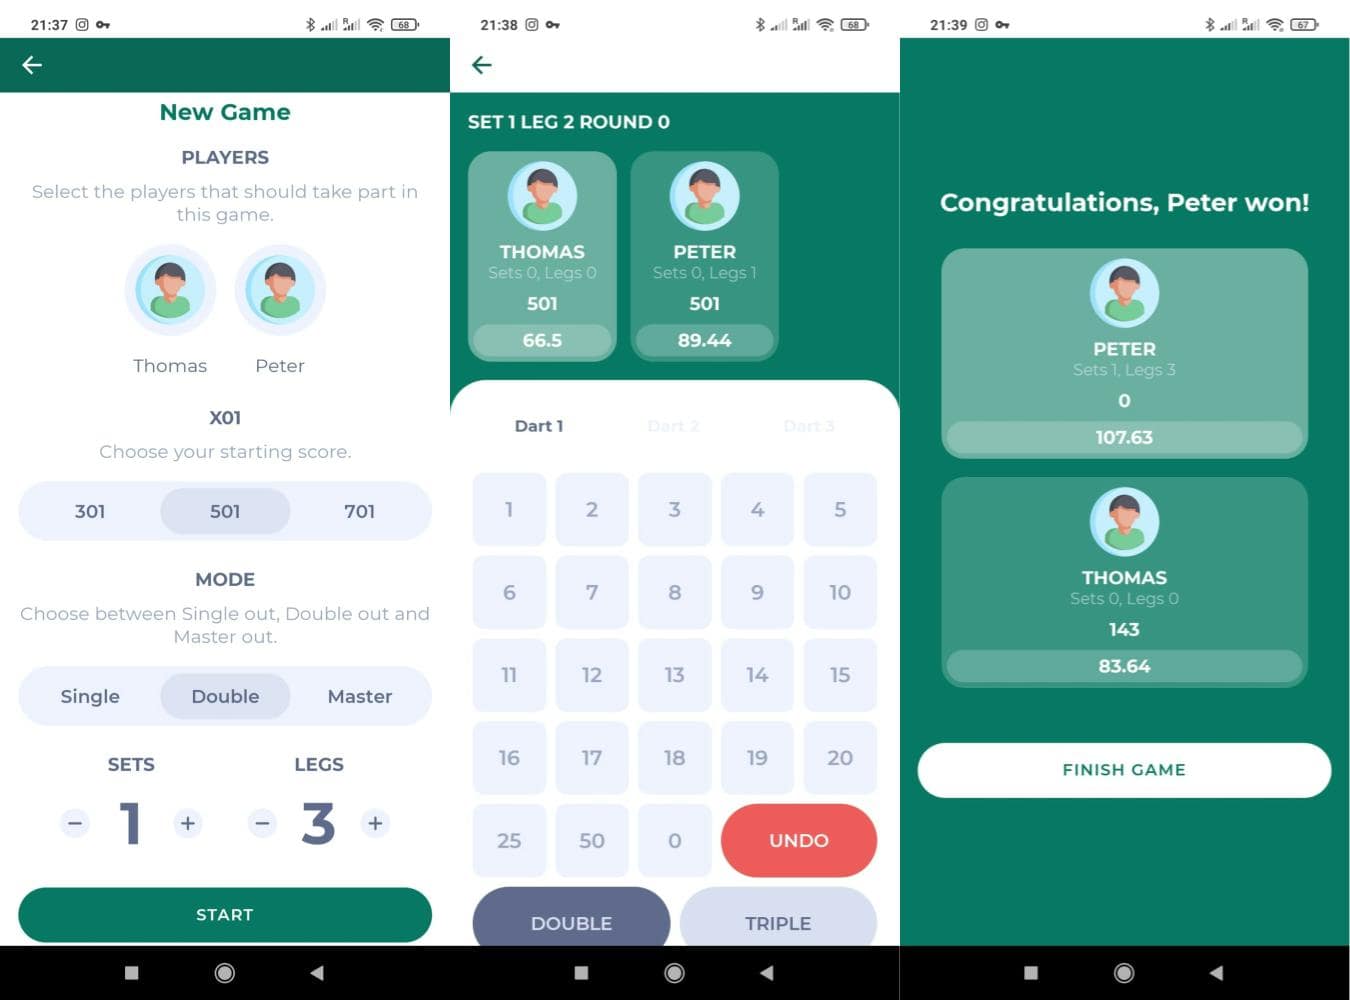 21:37
68
New Game
PLAYERS
Select the players that should take part in
this game.
Thomas Peter
X01
Choose your starting score.
301 501 701
MODE
Choose between Single out, Double out and
Master out.
Single Double Master
SETS LEGS
− 1 + − 3 +
START
21:38
68
SET 1 LEG 2 ROUND 0
THOMAS PETER
Sets 0, Legs 0 Sets 0, Legs 1
501 501
66.5 89.44
Dart 1 Dart 2 Dart 3
1 2 3 4 5
6 7 8 9 10
11 12 13 14 15
16 17 18 19 20
25 50 0 UNDO
DOUBLE TRIPLE
21:39
67
Congratulations, Peter won!
PETER
Sets 1, Legs 3
0
107.63
THOMAS
Sets 0, Legs 0
143
83.64
FINISH GAME